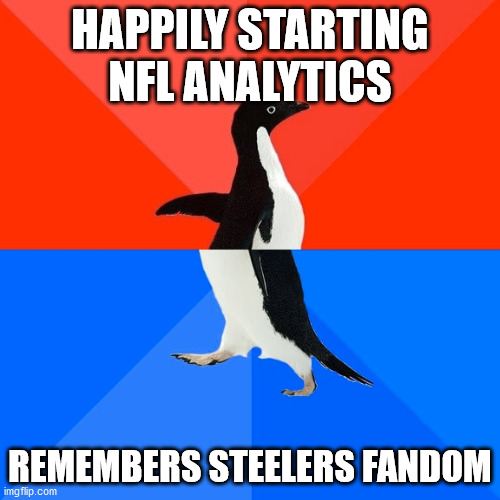 HAPPILY STARTING
NFL ANALYTICS
REMEMBERS STEELERS FANDOM
imgflip.com